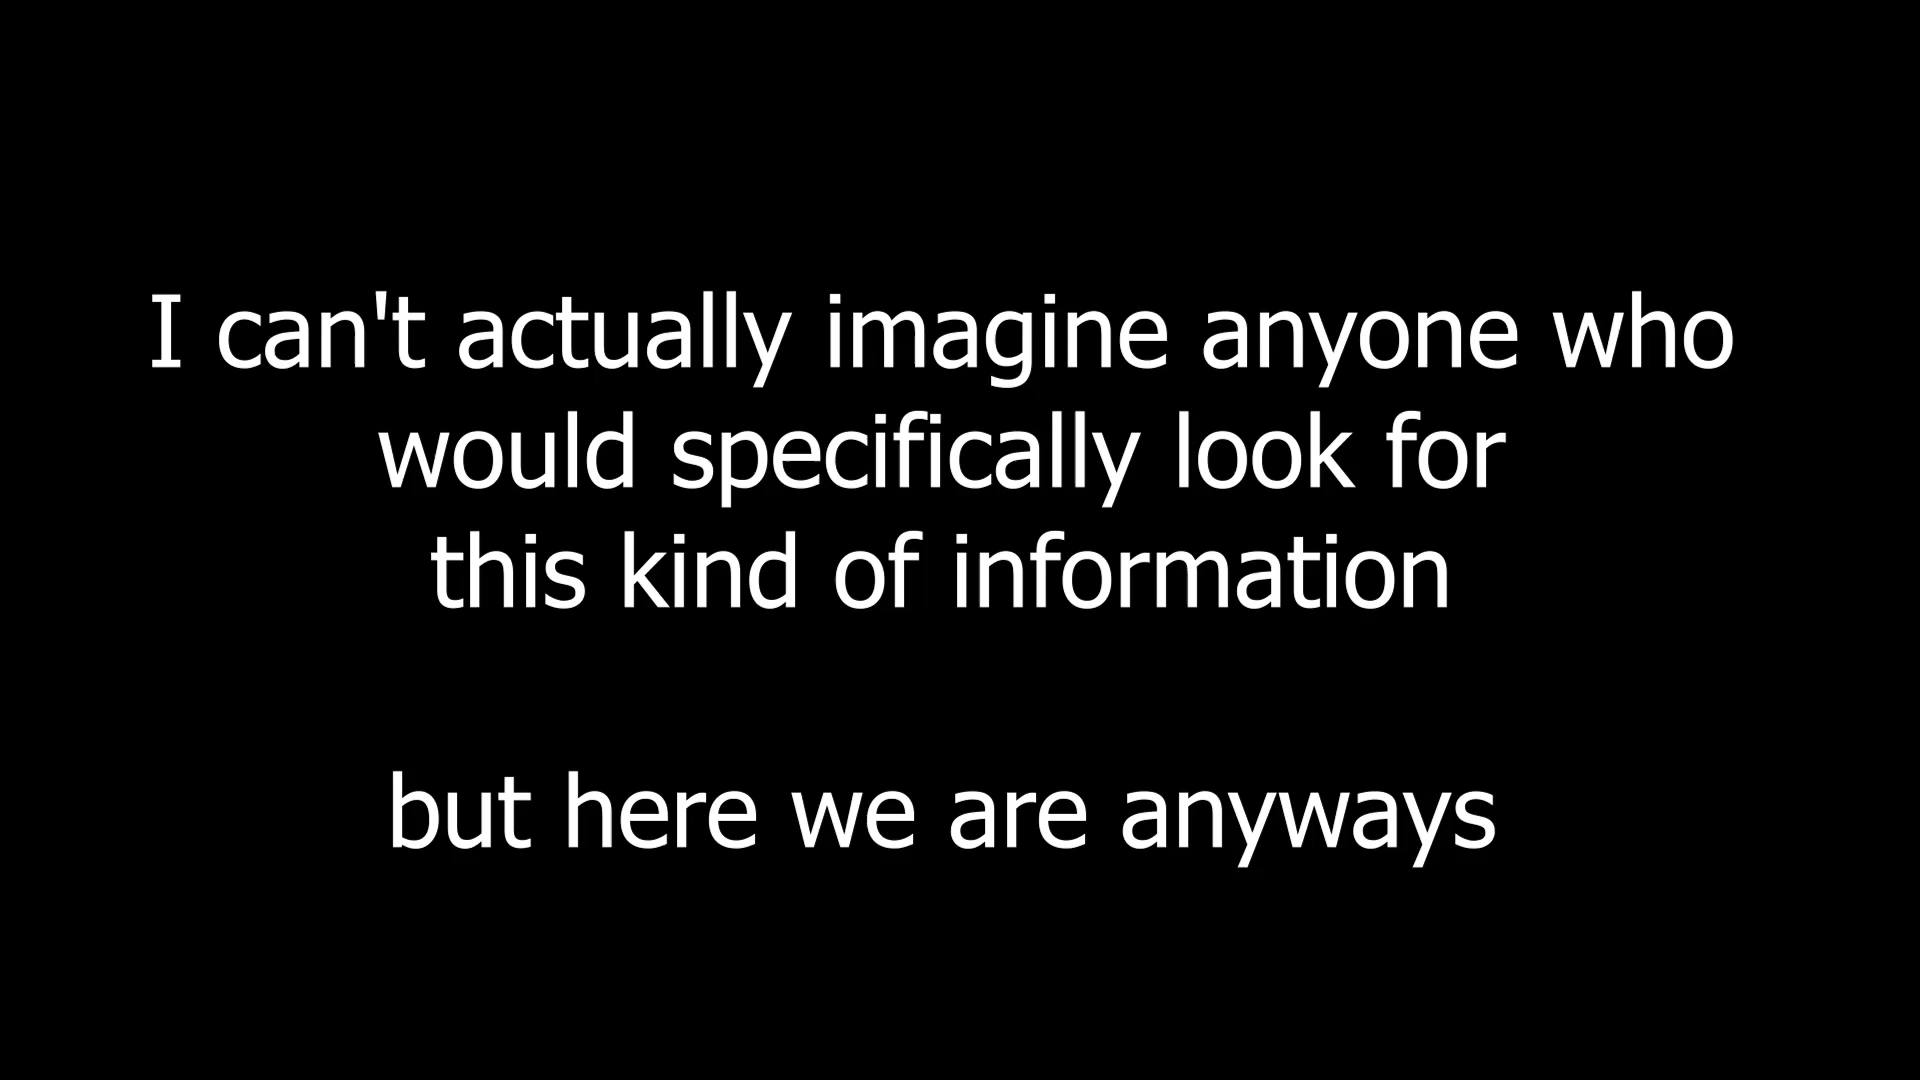 I can't actually imagine anyone who
would specifically look for
this kind of information
but here we are anyways